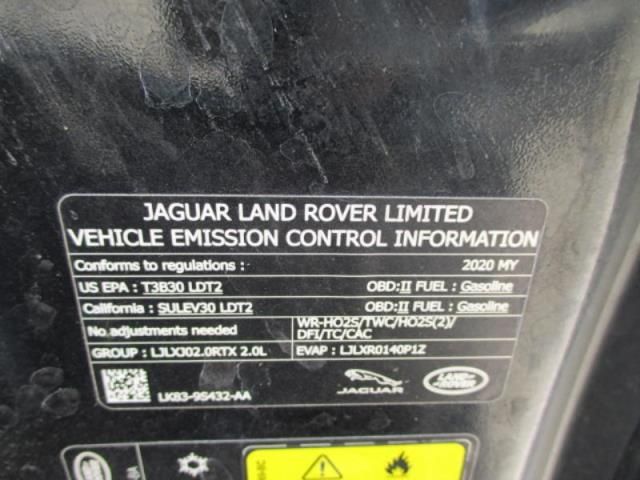 JAGUAR LAND ROVER LIMITED
VEHICLE EMISSION CONTROL INFORMATION
Conforms to regulations : 2020 MY
US EPA : T3B30 LDT2 OBD:II FUEL : Gasoline
California : SULEV30 LDT2 OBD:II FUEL : Gasoline
No adjustments needed WR-HO2S/TWC/HO2S(2)/
DFI/TC/CAC
GROUP : LJLXJ02.0RTX 2.0L EVAP : LJLXR0140P1Z
LK83-9S432-AA JAGUAR LAND ROVER